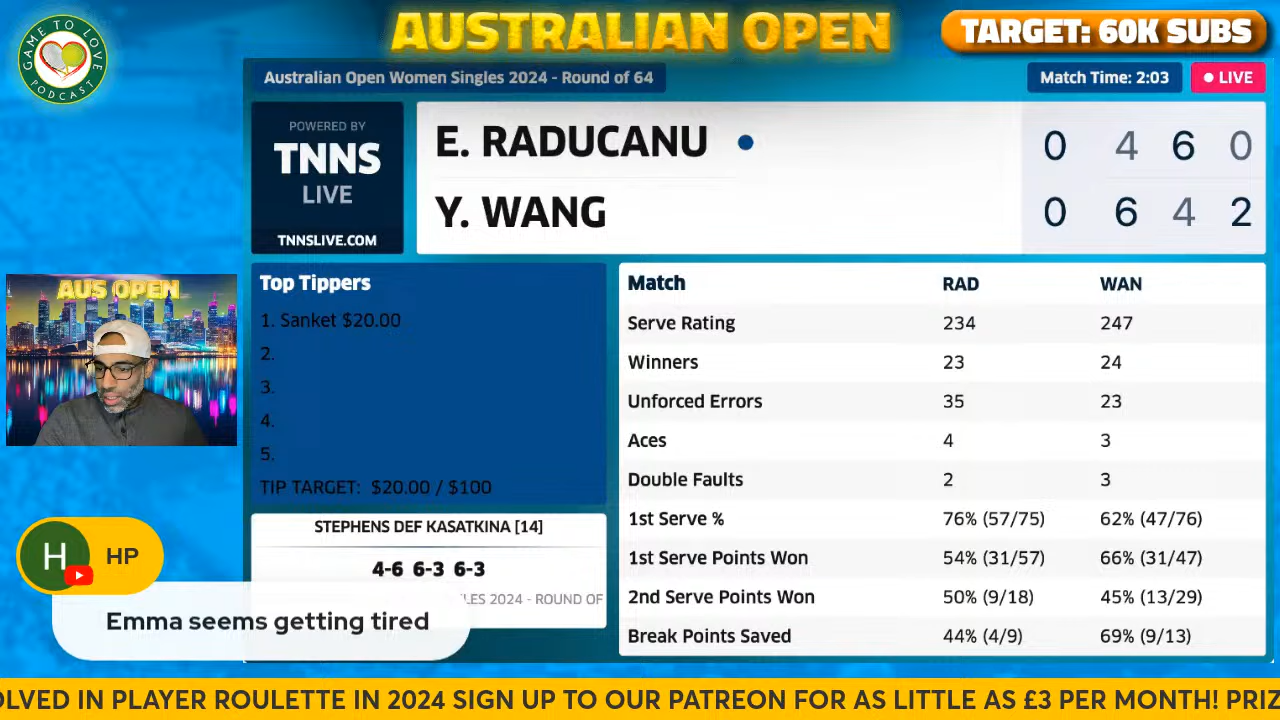 GAME TO LOVE
PODCAST
AUSTRALIAN OPEN
TARGET: 60K SUBS
Australian Open Women Singles 2024 - Round of 64
Match Time: 2:03
LIVE
POWERED BY
TNNS
LIVE
TNNSLIVE.COM
E. RADUCANU 0 4 6 0
Y. WANG 0 6 4 2
AUS OPEN
Top Tippers
1. Sanket $20.00
2.
3.
4.
5.
TIP TARGET: $20.00 / $100
STEPHENS DEF KASATKINA [14]
4-6 6-3 6-3
LES 2024 - ROUND OF
Match RAD WAN
Serve Rating 234 247
Winners 23 24
Unforced Errors 35 23
Aces 4 3
Double Faults 2 3
1st Serve % 76% (57/75) 62% (47/76)
1st Serve Points Won 54% (31/57) 66% (31/47)
2nd Serve Points Won 50% (9/18) 45% (13/29)
Break Points Saved 44% (4/9) 69% (9/13)
H HP
Emma seems getting tired
OLVED IN PLAYER ROULETTE IN 2024 SIGN UP TO OUR PATREON FOR AS LITTLE AS £3 PER MONTH! PRIZ